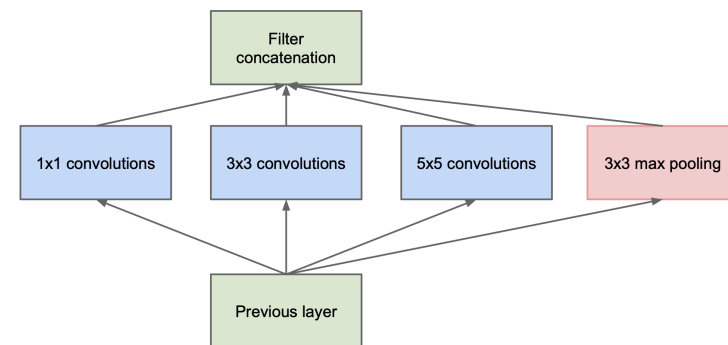 Filter
concatenation
1x1 convolutions
3x3 convolutions
5x5 convolutions
3x3 max pooling
Previous layer